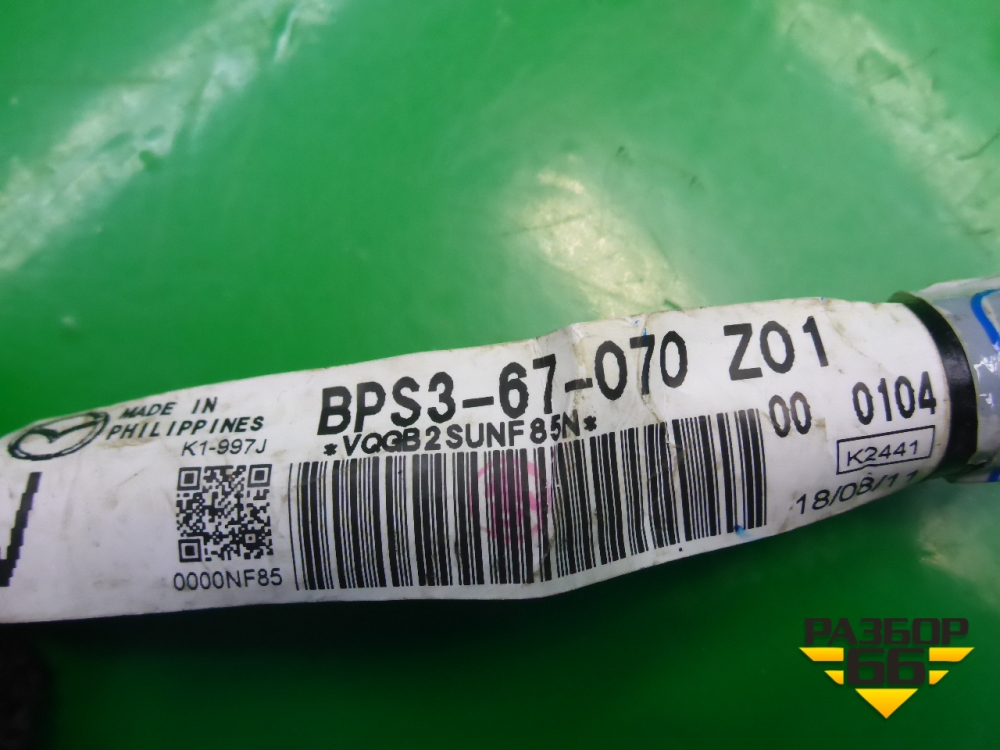 MADE IN
PHILIPPINES
K1-997J
0000NF85
BPS3-67-070 Z01
*VQGB2SUNF85N*
00 0104
K2441
18/08/11
РАЗБОР
66